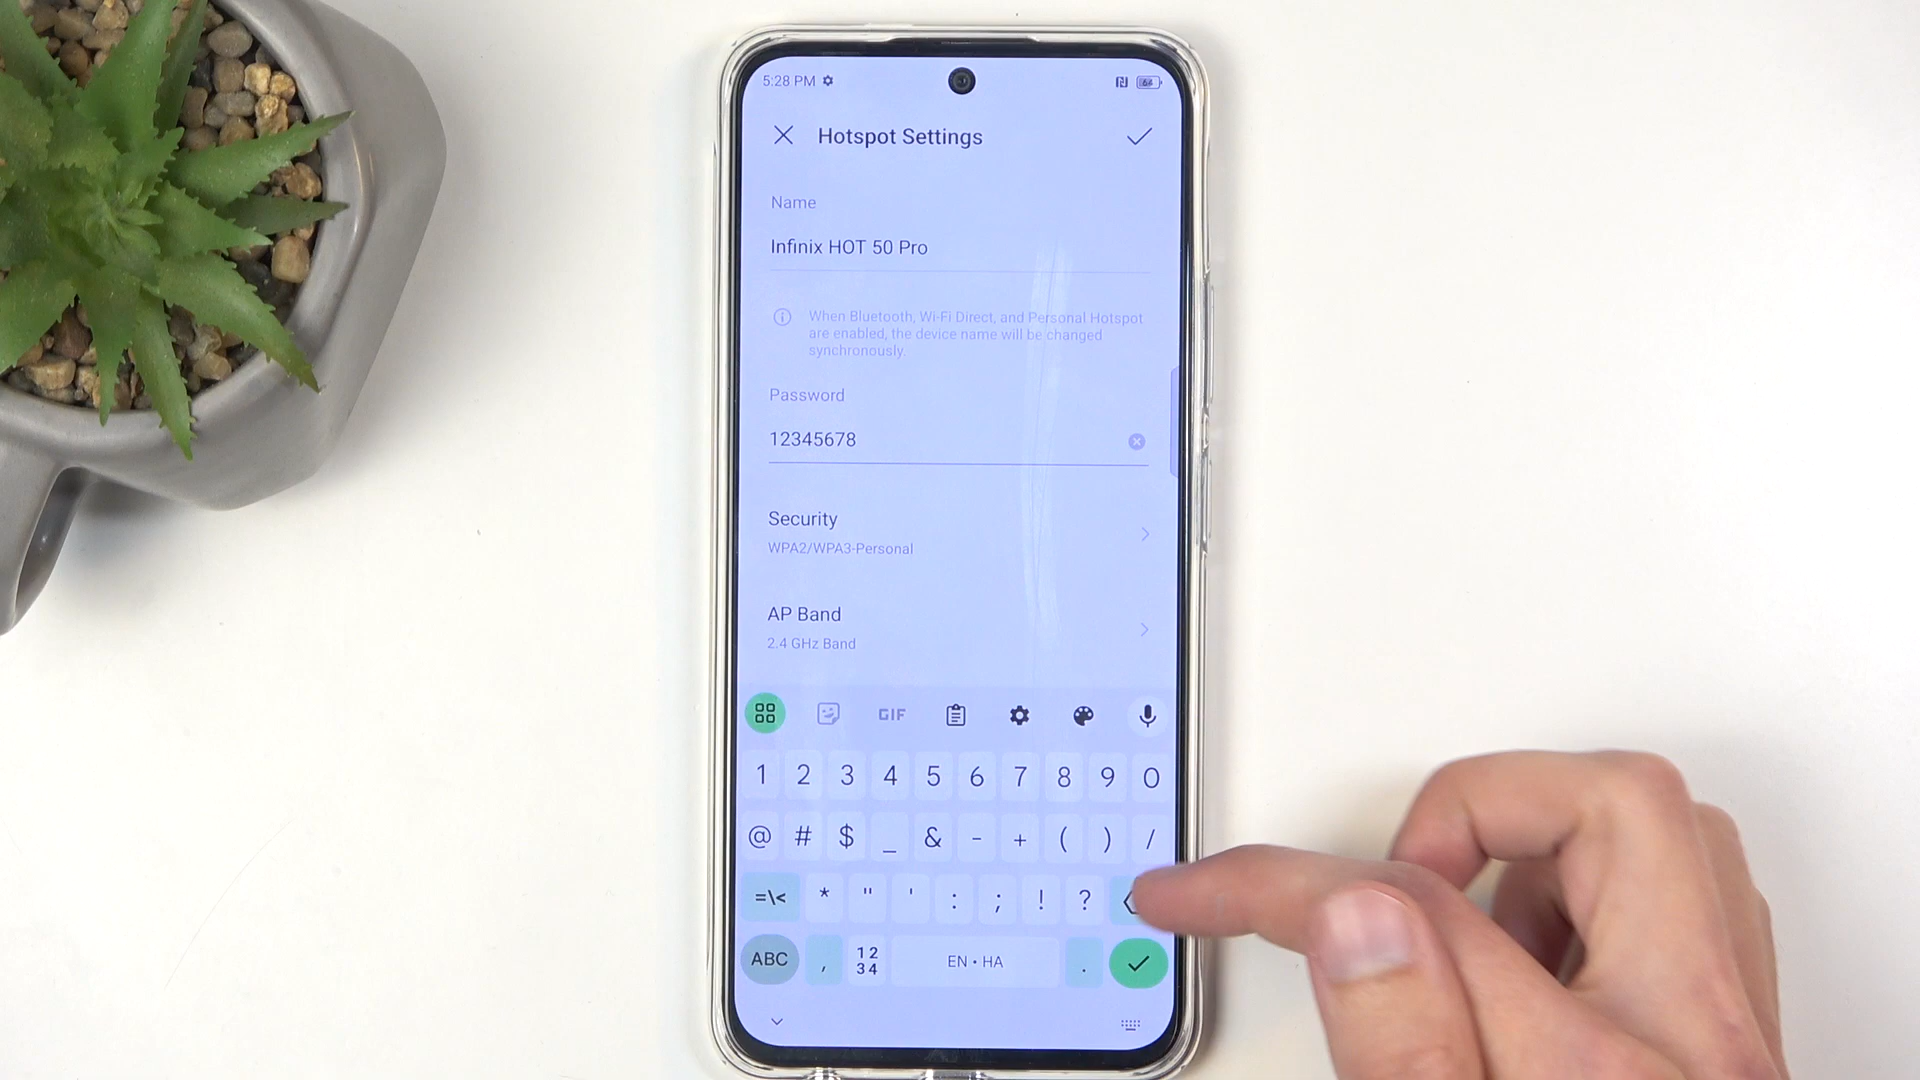 5:28 PM
64
Hotspot Settings
Name
Infinix HOT 50 Pro
When Bluetooth, Wi-Fi Direct, and Personal Hotspot
are enabled, the device name will be changed
synchronously.
Password
12345678
Security
WPA2/WPA3-Personal
AP Band
2.4 GHz Band
GIF
1 2 3 4 5 6 7 8 9 0
@ # $ _ & - + ( ) /
=\< * " ' : ; ! ?
ABC , 12 34 EN • HA .